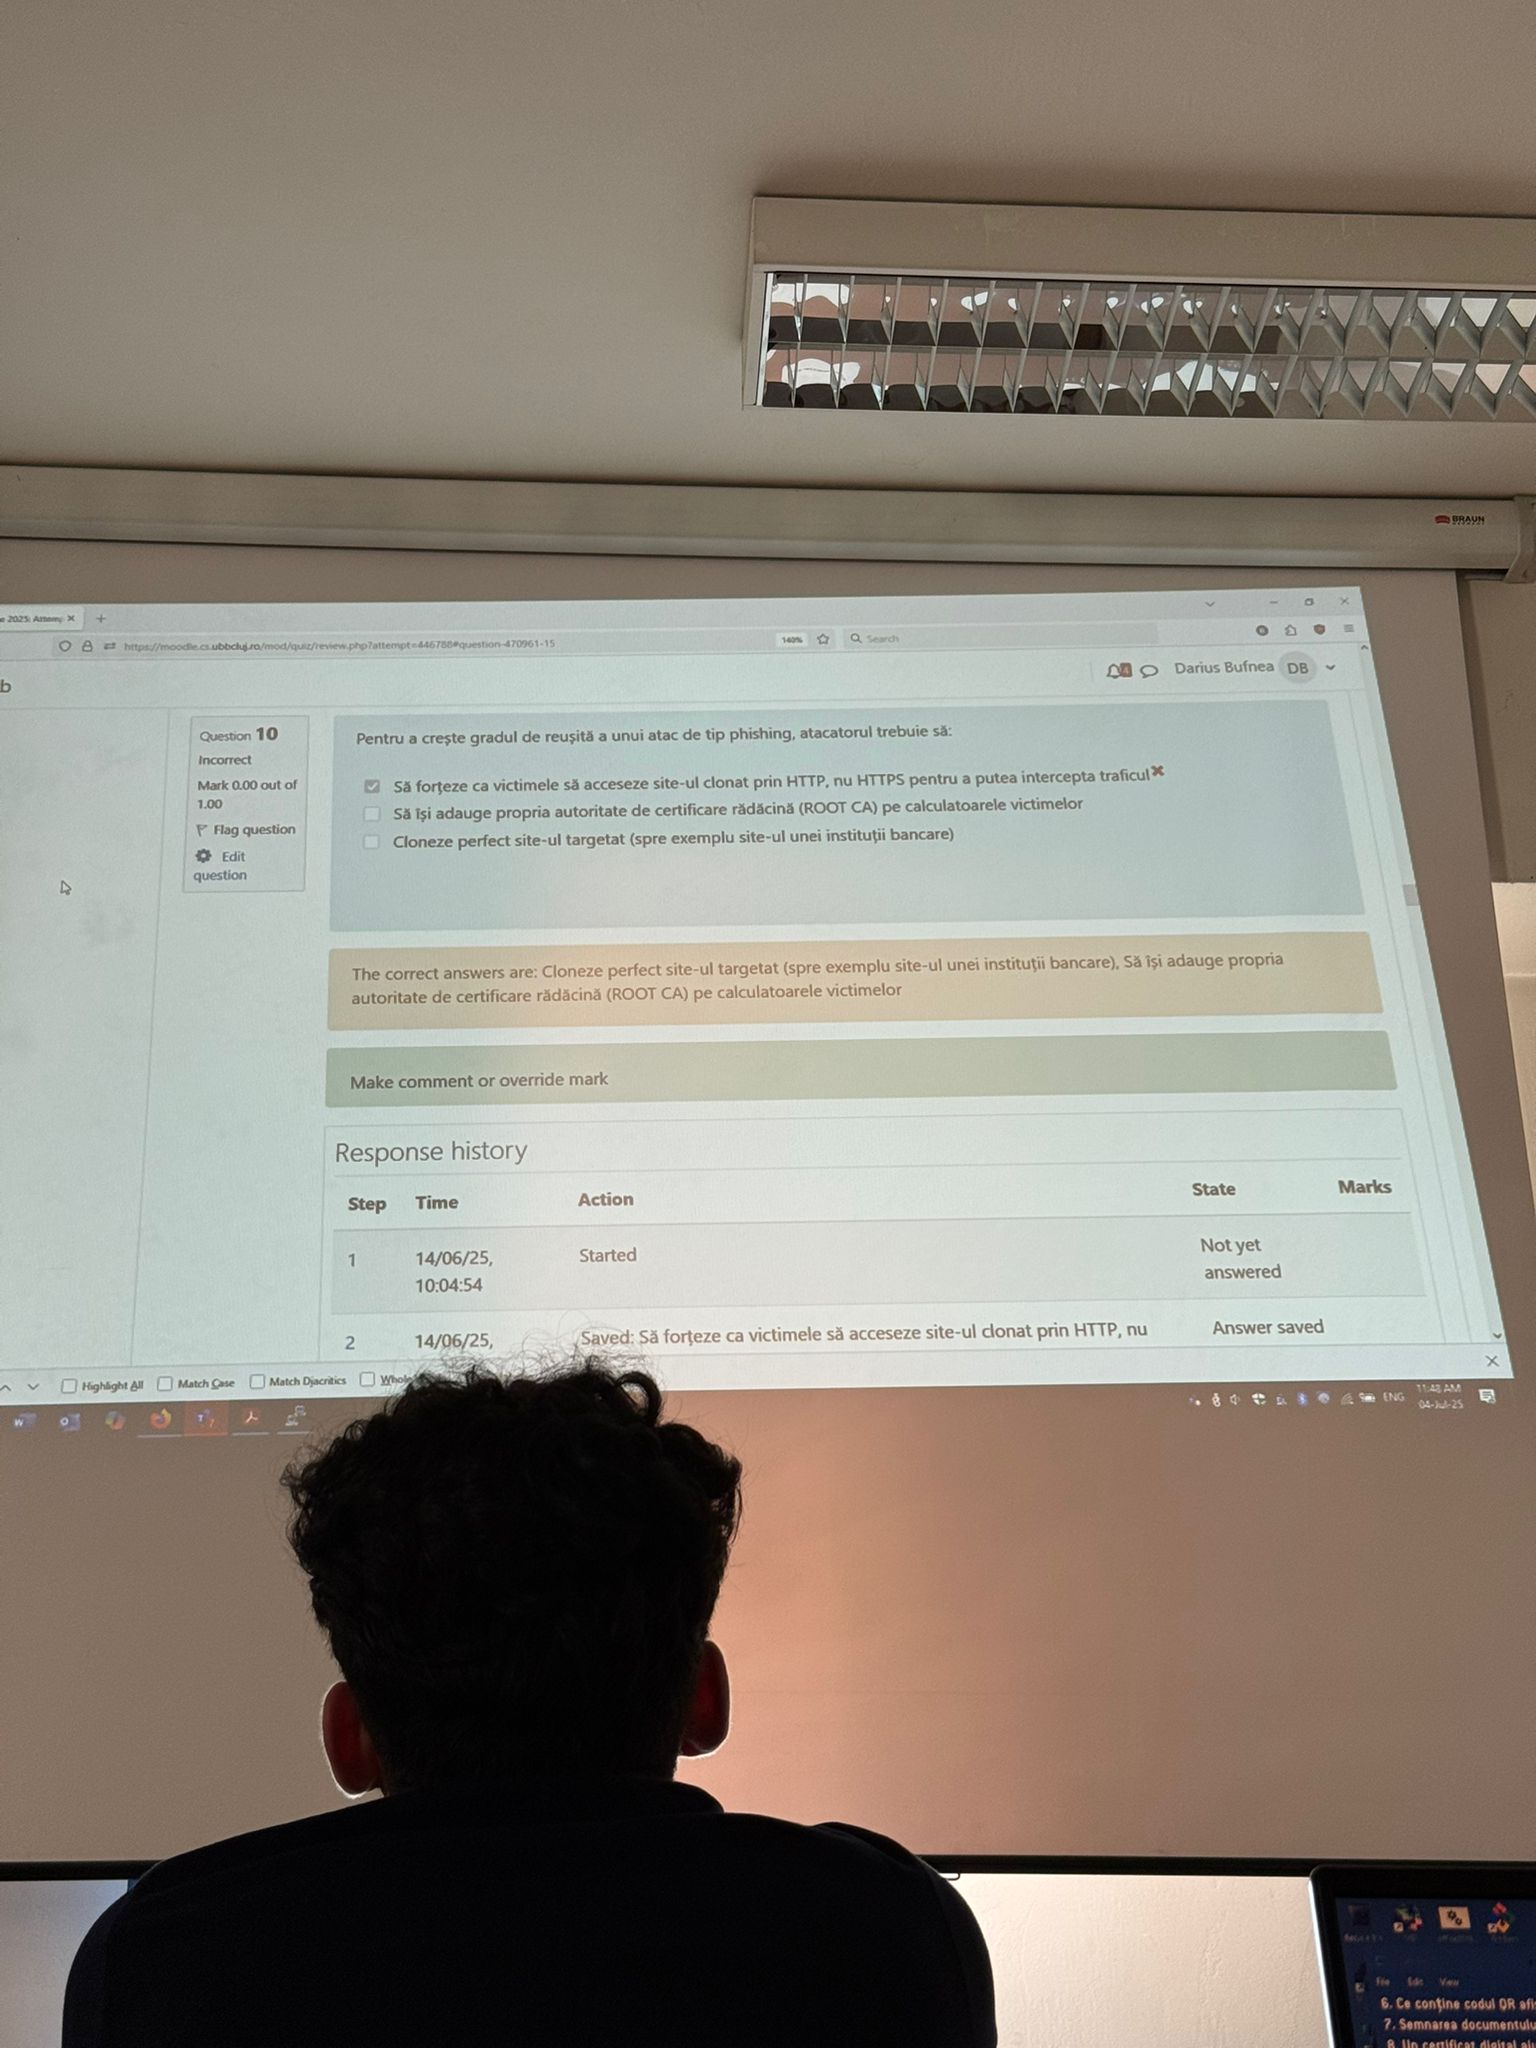 BRAUN
GERMANY
e 2025: Attemp
https://moodle.cs.ubbcluj.ro/mod/quiz/review.php?attempt=446788#question-470961-15
140%
Search
b
Darius Bufnea DB
Question 10
Incorrect
Mark 0.00 out of
1.00
Flag question
Edit
question
Pentru a crește gradul de reușită a unui atac de tip phishing, atacatorul trebuie să:
Să forțeze ca victimele să acceseze site-ul clonat prin HTTP, nu HTTPS pentru a putea intercepta traficul
Să își adauge propria autoritate de certificare rădăcină (ROOT CA) pe calculatoarele victimelor
Cloneze perfect site-ul targetat (spre exemplu site-ul unei instituții bancare)
The correct answers are: Cloneze perfect site-ul targetat (spre exemplu site-ul unei instituții bancare), Să își adauge propria
autoritate de certificare rădăcină (ROOT CA) pe calculatoarele victimelor
Make comment or override mark
Response history
Step Time Action State Marks
1 14/06/25, Started Not yet
10:04:54 answered
2 14/06/25, Saved: Să forțeze ca victimele să acceseze site-ul clonat prin HTTP, nu Answer saved
Highlight All Match Case Match Diacritics Whole
ENG
11:48 AM
04-Jul-25
File Edit View
6. Ce conține codul QR afi
7. Semnarea documentulu
8. Un certificat digital